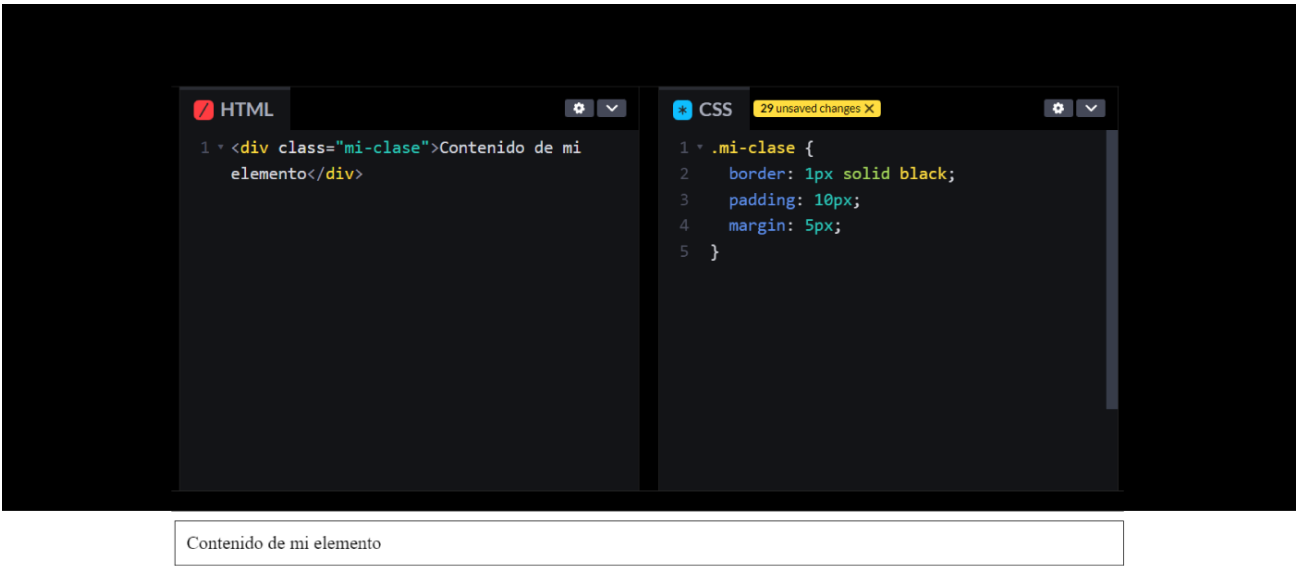 HTML
1 <div class="mi-clase">Contenido de mi
elemento</div>
CSS 29 unsaved changes X
1 .mi-clase {
2 border: 1px solid black;
3 padding: 10px;
4 margin: 5px;
5 }
Contenido de mi elemento